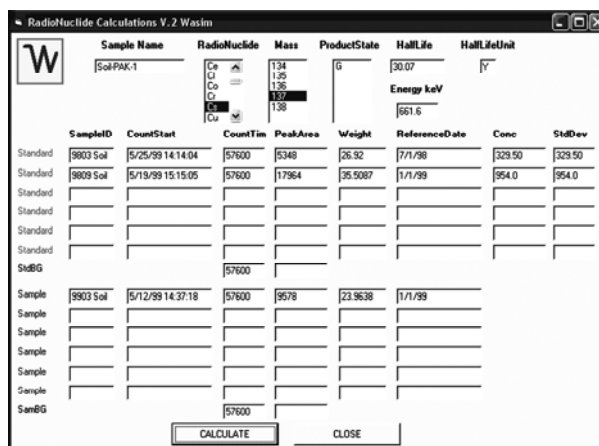 RadioNuclide Calculations V.2 Wasim
W
Sample Name RadioNuclide Mass ProductState HalfLife HalfLifeUnit
Soil-PAK-1 Ce 134 G 30.07 Y
Cl 135
Co 136
Energy keV
Cr 137
Cs 138 661.6
Cu
SampleID CountStart CountTim PeakArea Weight ReferenceDate Conc StdDev
Standard 9803 Soil 5/25/99 14:14:04 57600 5348 26.92 7/1/98 329.50 329.50
Standard 9809 Soil 5/19/99 15:15:05 57600 17964 35.5087 1/1/99 954.0 954.0
Standard
Standard
Standard
Standard
StdBG 57600
Sample 9903 Soil 5/12/99 14:37:18 57600 9578 23.9638 1/1/99
Sample
Sample
Sample
Sample
Sample
SamBG 57600
CALCULATE CLOSE